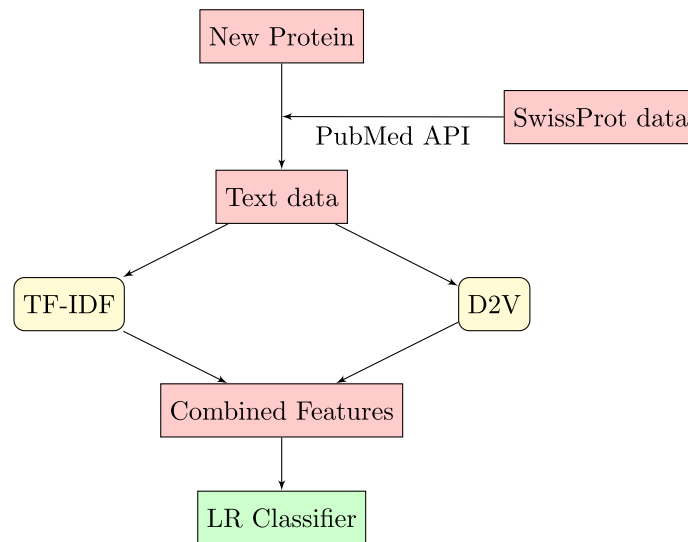 New Protein
SwissProt data
PubMed API
Text data
TF-IDF
D2V
Combined Features
LR Classifier